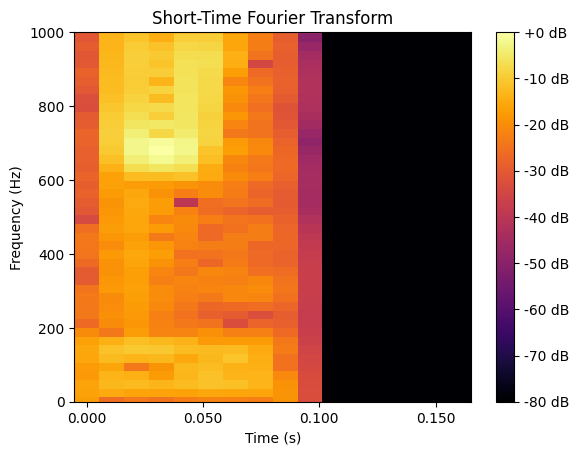 Short-Time Fourier Transform
Frequency (Hz)
1000
800
600
400
200
0
0.000
0.050
0.100
0.150
Time (s)
+0 dB
-10 dB
-20 dB
-30 dB
-40 dB
-50 dB
-60 dB
-70 dB
-80 dB